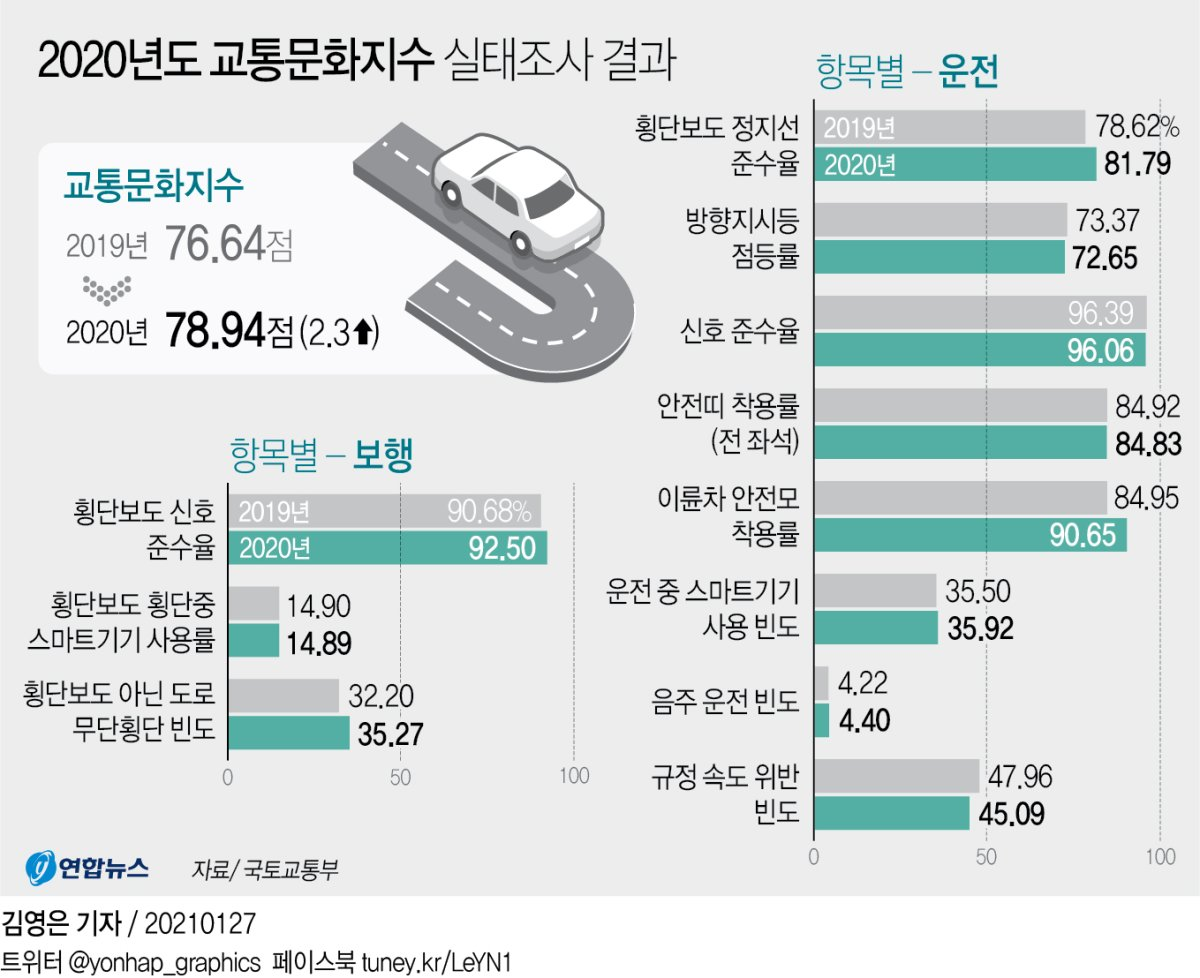 2020년도 교통문화지수 실태조사 결과
교통문화지수
2019년 76.64점
2020년 78.94점(2.3↑)
항목별 – 보행
횡단보도 신호
준수율
2019년 90.68%
2020년 92.50
횡단보도 횡단중
스마트기기 사용률
14.90
14.89
횡단보도 아닌 도로
무단횡단 빈도
32.20
35.27
0 50 100
항목별 – 운전
횡단보도 정지선
준수율
2019년 78.62%
2020년 81.79
방향지시등
점등률
73.37
72.65
신호 준수율
96.39
96.06
안전띠 착용률
(전 좌석)
84.92
84.83
이륜차 안전모
착용률
84.95
90.65
운전 중 스마트기기
사용 빈도
35.50
35.92
음주 운전 빈도
4.22
4.40
규정 속도 위반
빈도
47.96
45.09
0 50 100
연합뉴스 자료/ 국토교통부
김영은 기자 / 20210127
트위터 @yonhap_graphics 페이스북 tuney.kr/LeYN1